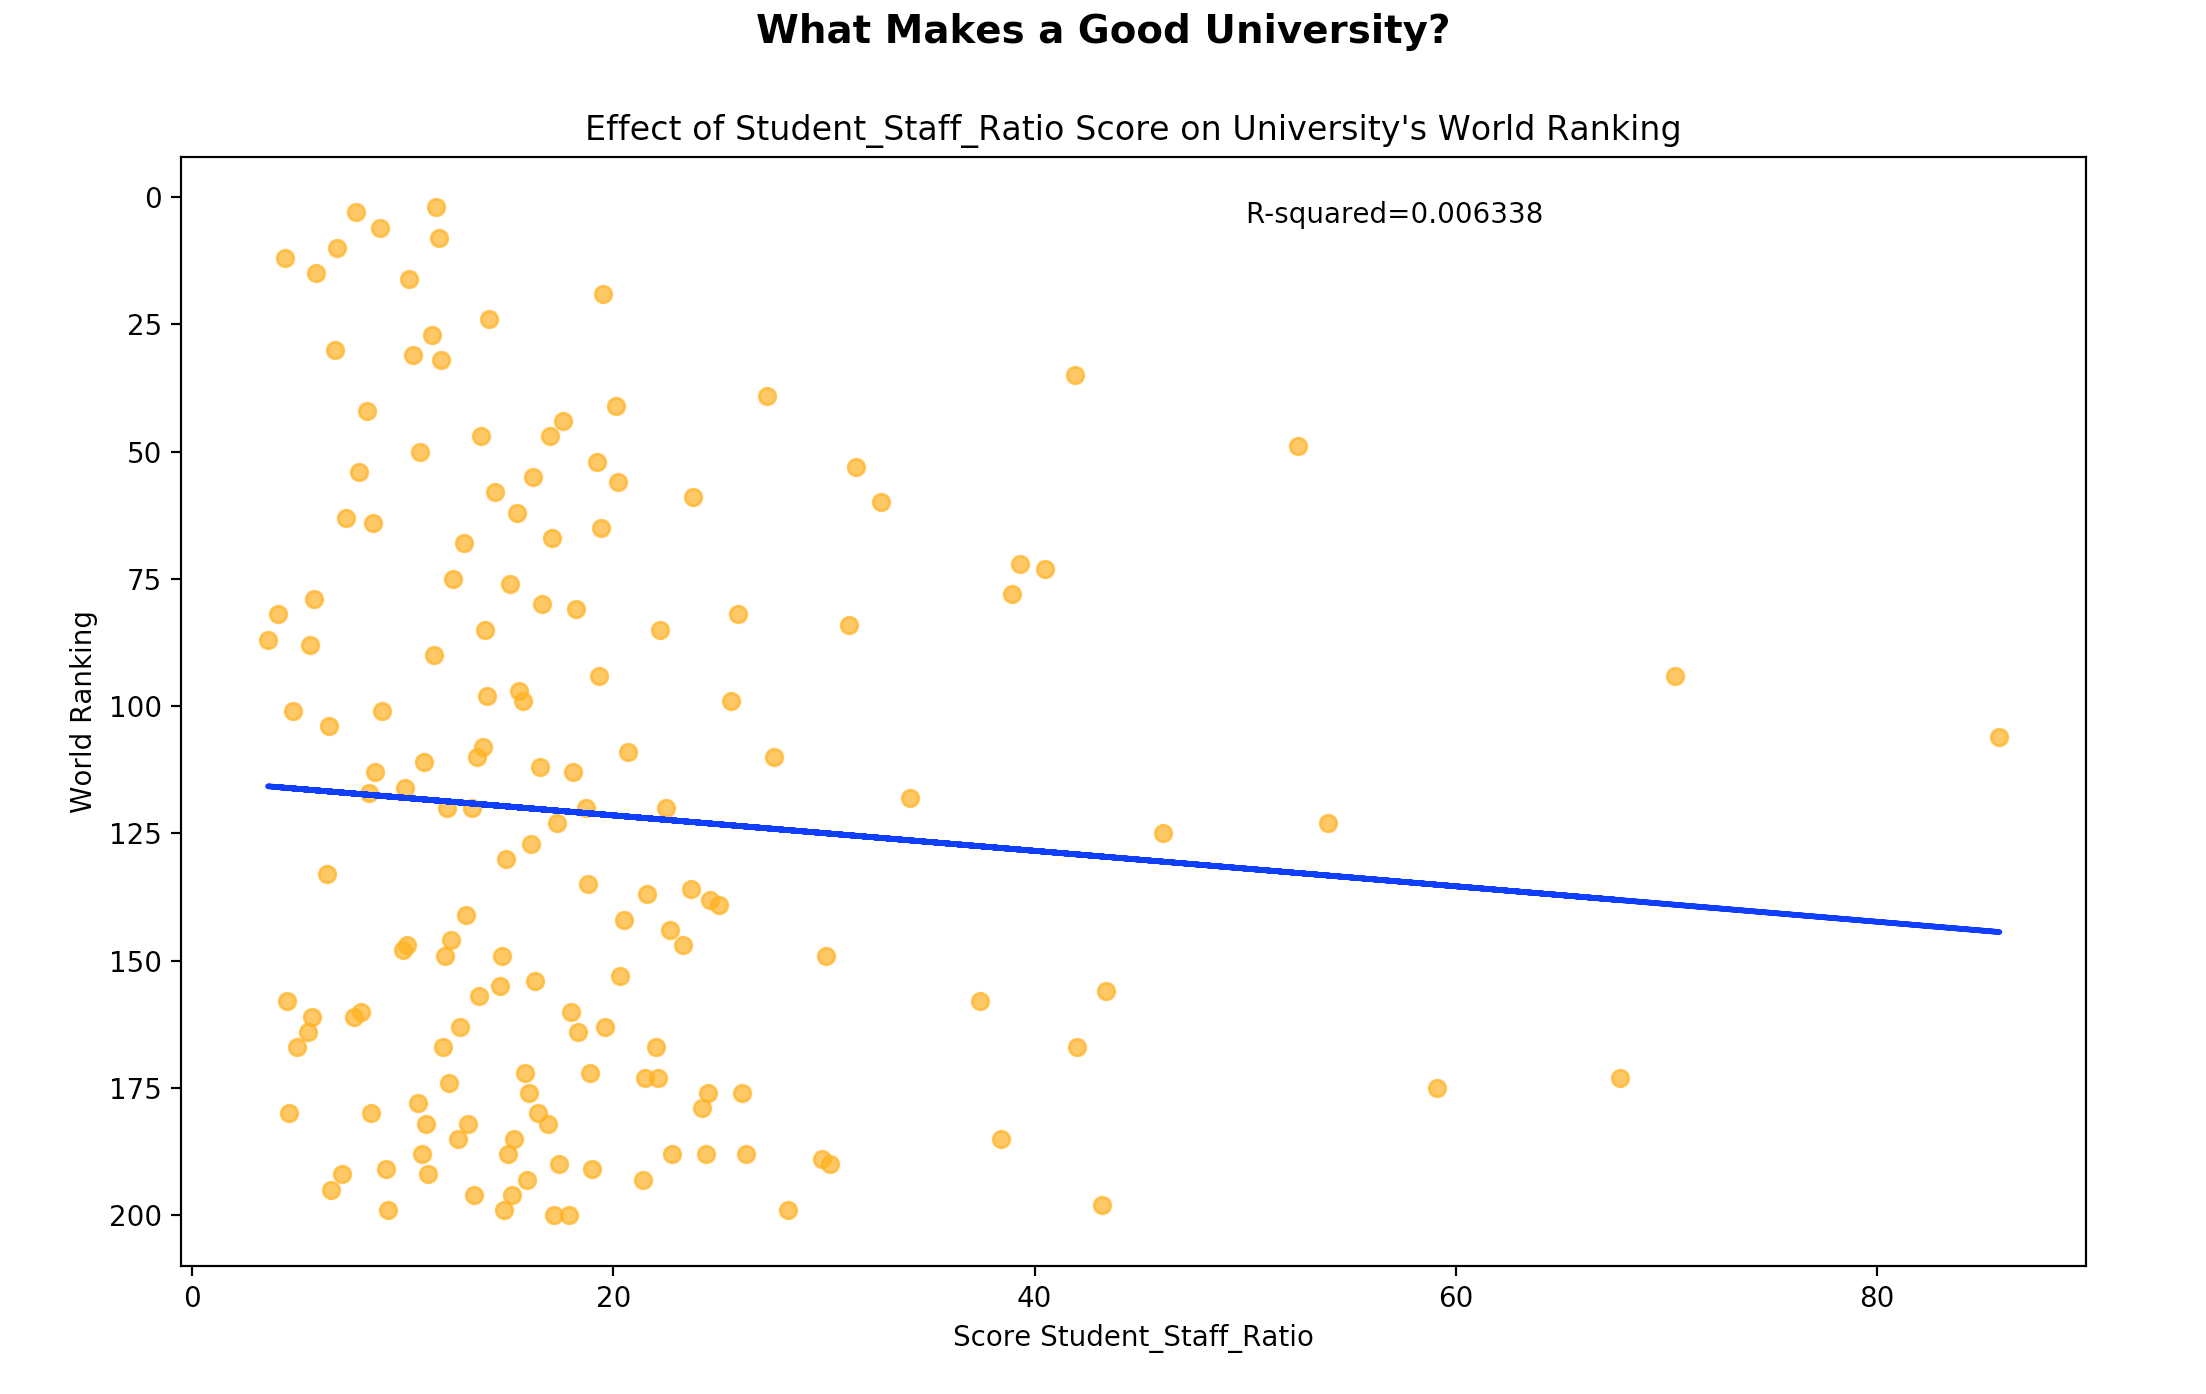 What Makes a Good University?
Effect of Student_Staff_Ratio Score on University's World Ranking
R-squared=0.006338
World Ranking
0
25
50
75
100
125
150
175
200
0 20 40 60 80
Score Student_Staff_Ratio